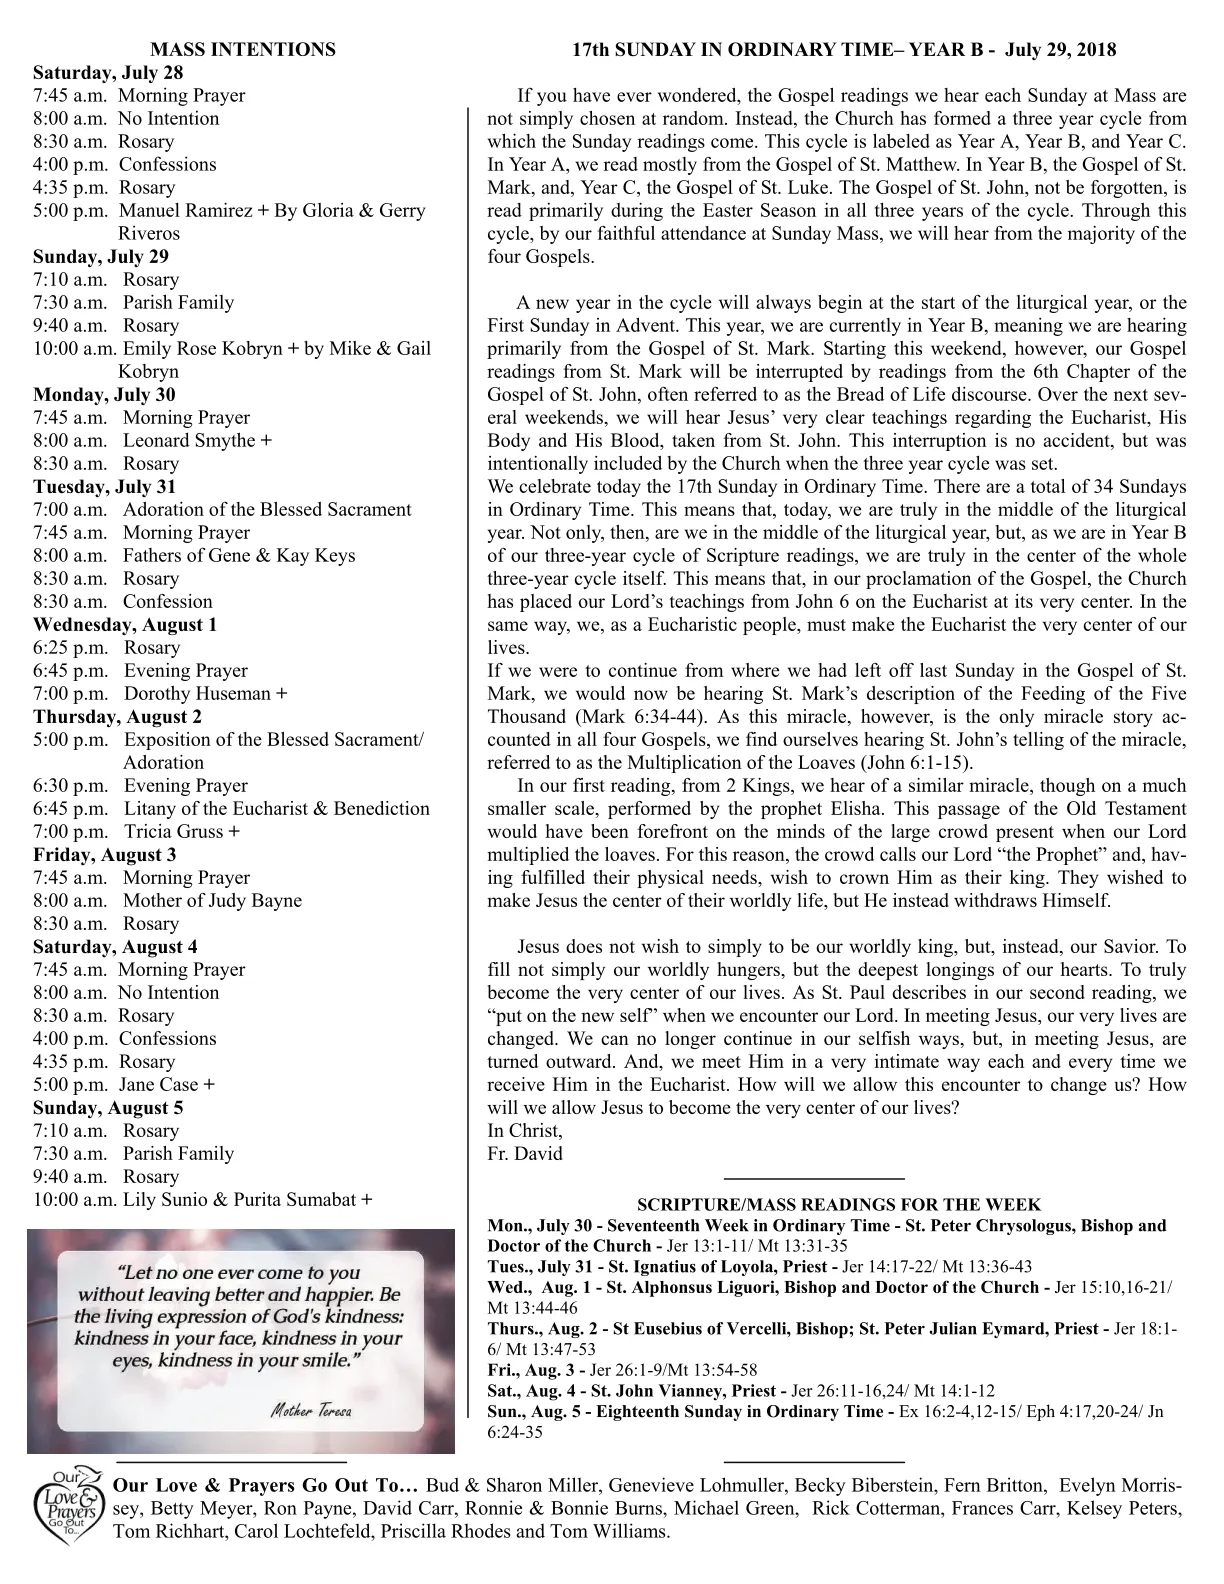 MASS INTENTIONS
Saturday, July 28
7:45 a.m. Morning Prayer
8:00 a.m. No Intention
8:30 a.m. Rosary
4:00 p.m. Confessions
4:35 p.m. Rosary
5:00 p.m. Manuel Ramirez + By Gloria & Gerry
Riveros
Sunday, July 29
7:10 a.m. Rosary
7:30 a.m. Parish Family
9:40 a.m. Rosary
10:00 a.m. Emily Rose Kobryn + by Mike & Gail
Kobryn
Monday, July 30
7:45 a.m. Morning Prayer
8:00 a.m. Leonard Smythe +
8:30 a.m. Rosary
Tuesday, July 31
7:00 a.m. Adoration of the Blessed Sacrament
7:45 a.m. Morning Prayer
8:00 a.m. Fathers of Gene & Kay Keys
8:30 a.m. Rosary
8:30 a.m. Confession
Wednesday, August 1
6:25 p.m. Rosary
6:45 p.m. Evening Prayer
7:00 p.m. Dorothy Huseman +
Thursday, August 2
5:00 p.m. Exposition of the Blessed Sacrament/
Adoration
6:30 p.m. Evening Prayer
6:45 p.m. Litany of the Eucharist & Benediction
7:00 p.m. Tricia Gruss +
Friday, August 3
7:45 a.m. Morning Prayer
8:00 a.m. Mother of Judy Bayne
8:30 a.m. Rosary
Saturday, August 4
7:45 a.m. Morning Prayer
8:00 a.m. No Intention
8:30 a.m. Rosary
4:00 p.m. Confessions
4:35 p.m. Rosary
5:00 p.m. Jane Case +
Sunday, August 5
7:10 a.m. Rosary
7:30 a.m. Parish Family
9:40 a.m. Rosary
10:00 a.m. Lily Sunio & Purita Sumabat +
“Let no one ever come to you
without leaving better and happier. Be
the living expression of God's kindness:
kindness in your face, kindness in your
eyes, kindness in your smile.”
Mother Teresa
17th SUNDAY IN ORDINARY TIME– YEAR B - July 29, 2018
If you have ever wondered, the Gospel readings we hear each Sunday at Mass are
not simply chosen at random. Instead, the Church has formed a three year cycle from
which the Sunday readings come. This cycle is labeled as Year A, Year B, and Year C.
In Year A, we read mostly from the Gospel of St. Matthew. In Year B, the Gospel of St.
Mark, and, Year C, the Gospel of St. Luke. The Gospel of St. John, not be forgotten, is
read primarily during the Easter Season in all three years of the cycle. Through this
cycle, by our faithful attendance at Sunday Mass, we will hear from the majority of the
four Gospels.
A new year in the cycle will always begin at the start of the liturgical year, or the
First Sunday in Advent. This year, we are currently in Year B, meaning we are hearing
primarily from the Gospel of St. Mark. Starting this weekend, however, our Gospel
readings from St. Mark will be interrupted by readings from the 6th Chapter of the
Gospel of St. John, often referred to as the Bread of Life discourse. Over the next sev-
eral weekends, we will hear Jesus’ very clear teachings regarding the Eucharist, His
Body and His Blood, taken from St. John. This interruption is no accident, but was
intentionally included by the Church when the three year cycle was set.
We celebrate today the 17th Sunday in Ordinary Time. There are a total of 34 Sundays
in Ordinary Time. This means that, today, we are truly in the middle of the liturgical
year. Not only, then, are we in the middle of the liturgical year, but, as we are in Year B
of our three-year cycle of Scripture readings, we are truly in the center of the whole
three-year cycle itself. This means that, in our proclamation of the Gospel, the Church
has placed our Lord’s teachings from John 6 on the Eucharist at its very center. In the
same way, we, as a Eucharistic people, must make the Eucharist the very center of our
lives.
If we were to continue from where we had left off last Sunday in the Gospel of St.
Mark, we would now be hearing St. Mark’s description of the Feeding of the Five
Thousand (Mark 6:34-44). As this miracle, however, is the only miracle story ac-
counted in all four Gospels, we find ourselves hearing St. John’s telling of the miracle,
referred to as the Multiplication of the Loaves (John 6:1-15).
In our first reading, from 2 Kings, we hear of a similar miracle, though on a much
smaller scale, performed by the prophet Elisha. This passage of the Old Testament
would have been forefront on the minds of the large crowd present when our Lord
multiplied the loaves. For this reason, the crowd calls our Lord “the Prophet” and, hav-
ing fulfilled their physical needs, wish to crown Him as their king. They wished to
make Jesus the center of their worldly life, but He instead withdraws Himself.
Jesus does not wish to simply to be our worldly king, but, instead, our Savior. To
fill not simply our worldly hungers, but the deepest longings of our hearts. To truly
become the very center of our lives. As St. Paul describes in our second reading, we
“put on the new self” when we encounter our Lord. In meeting Jesus, our very lives are
changed. We can no longer continue in our selfish ways, but, in meeting Jesus, are
turned outward. And, we meet Him in a very intimate way each and every time we
receive Him in the Eucharist. How will we allow this encounter to change us? How
will we allow Jesus to become the very center of our lives?
In Christ,
Fr. David
SCRIPTURE/MASS READINGS FOR THE WEEK
Mon., July 30 - Seventeenth Week in Ordinary Time - St. Peter Chrysologus, Bishop and
Doctor of the Church - Jer 13:1-11/ Mt 13:31-35
Tues., July 31 - St. Ignatius of Loyola, Priest - Jer 14:17-22/ Mt 13:36-43
Wed., Aug. 1 - St. Alphonsus Liguori, Bishop and Doctor of the Church - Jer 15:10,16-21/
Mt 13:44-46
Thurs., Aug. 2 - St Eusebius of Vercelli, Bishop; St. Peter Julian Eymard, Priest - Jer 18:1-
6/ Mt 13:47-53
Fri., Aug. 3 - Jer 26:1-9/Mt 13:54-58
Sat., Aug. 4 - St. John Vianney, Priest - Jer 26:11-16,24/ Mt 14:1-12
Sun., Aug. 5 - Eighteenth Sunday in Ordinary Time - Ex 16:2-4,12-15/ Eph 4:17,20-24/ Jn
6:24-35
Our
Love &
Prayers
Go Out
To...
Our Love & Prayers Go Out To… Bud & Sharon Miller, Genevieve Lohmuller, Becky Biberstein, Fern Britton, Evelyn Morris-
sey, Betty Meyer, Ron Payne, David Carr, Ronnie & Bonnie Burns, Michael Green, Rick Cotterman, Frances Carr, Kelsey Peters,
Tom Richhart, Carol Lochtefeld, Priscilla Rhodes and Tom Williams.